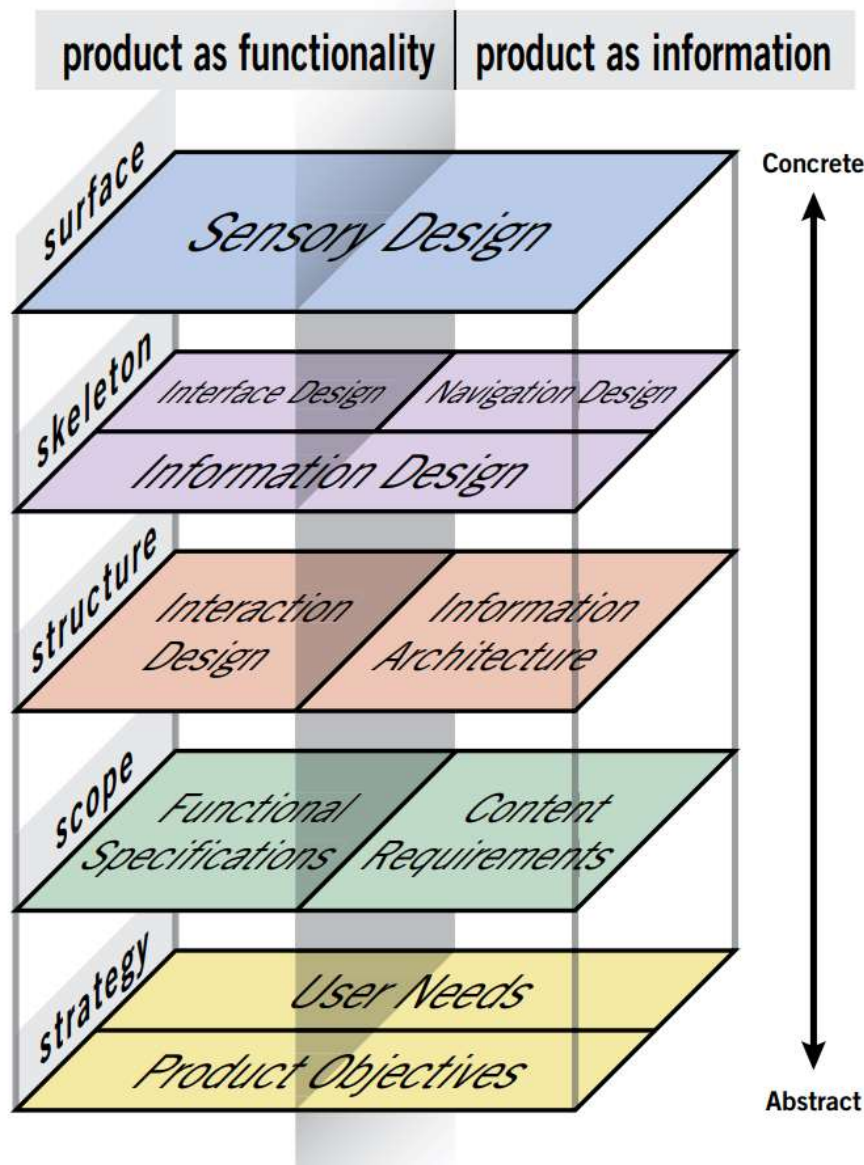 product as functionality
product as information
Concrete
surface
Sensory Design
skeleton
Interface Design
Navigation Design
Information Design
structure
Interaction
Design
Information
Architecture
scope
Functional
Specifications
Content
Requirements
strategy
User Needs
Product Objectives
Abstract